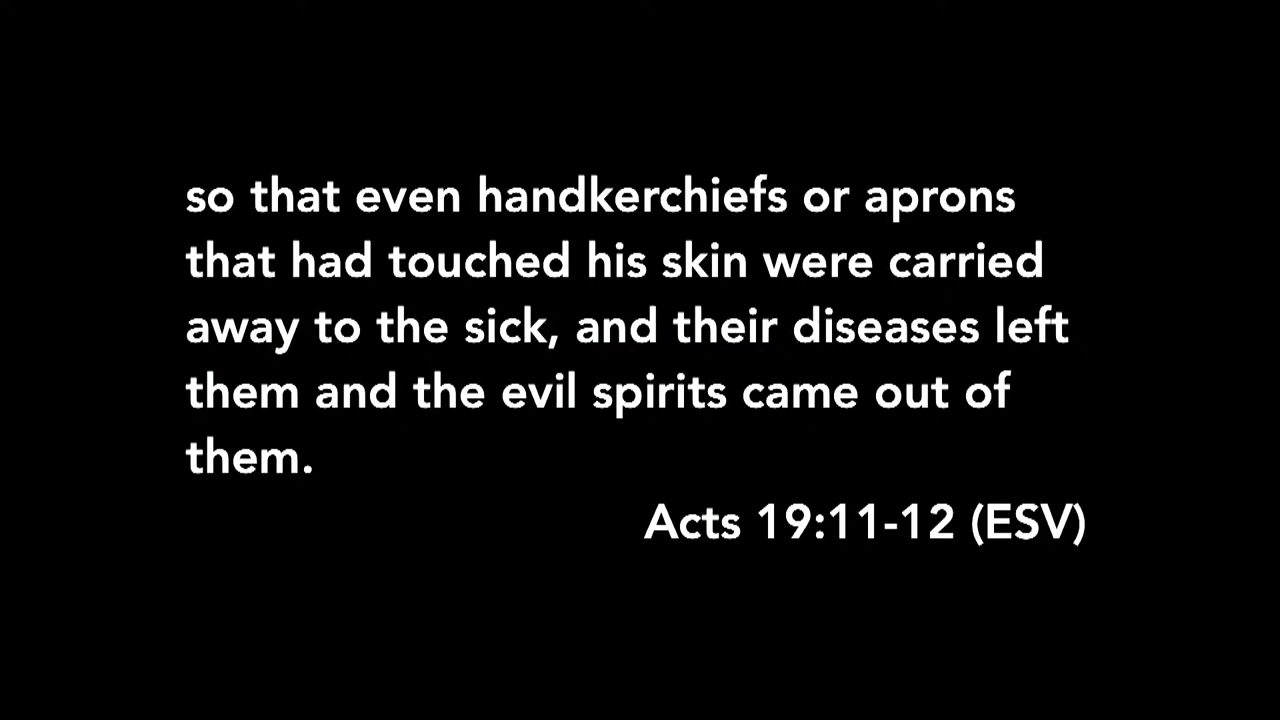 so that even handkerchiefs or aprons
that had touched his skin were carried
away to the sick, and their diseases left
them and the evil spirits came out of
them.
Acts 19:11-12 (ESV)